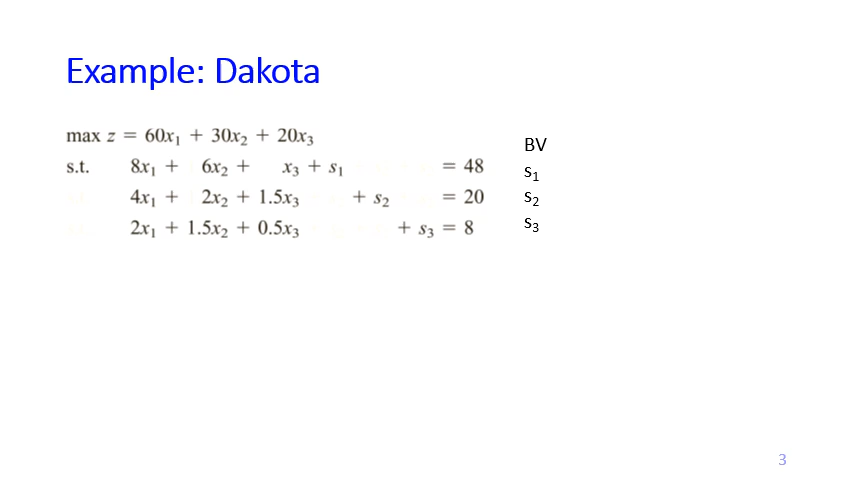 Example: Dakota
max z = 60x₁ + 30x₂ + 20x₃
BV
s.t. 8x₁ + 6x₂ + x₃ + s₁ = 48
s₁
4x₁ + 2x₂ + 1.5x₃ + s₂ = 20
s₂
2x₁ + 1.5x₂ + 0.5x₃ + s₃ = 8
s₃
3